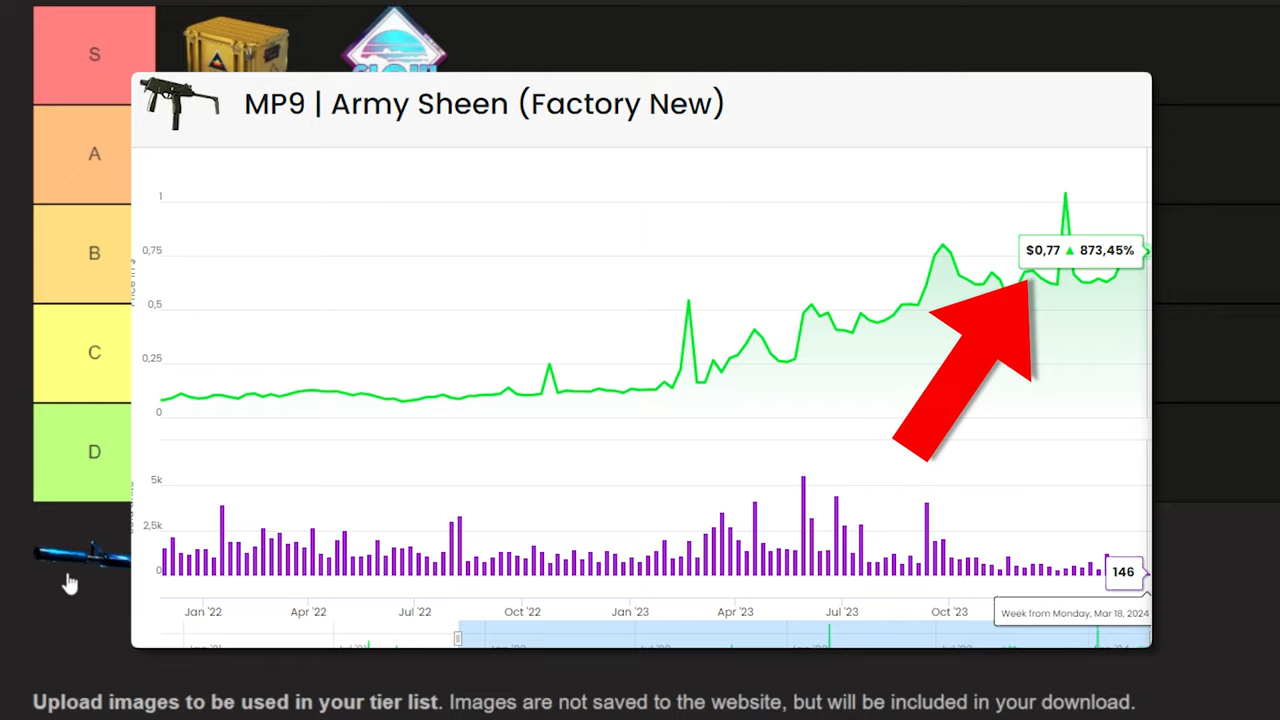 S
A
B
C
D
MP9 | Army Sheen (Factory New)
1
0,75
0,5
0,25
0
$0,77 ▲ 873,45%
5k
2,5k
0
146
Jan '22
Apr '22
Jul '22
Oct '22
Jan '23
Apr '23
Jul '23
Oct '23
Week from Monday, Mar 18, 2024
Upload images to be used in your tier list. Images are not saved to the website, but will be included in your download.